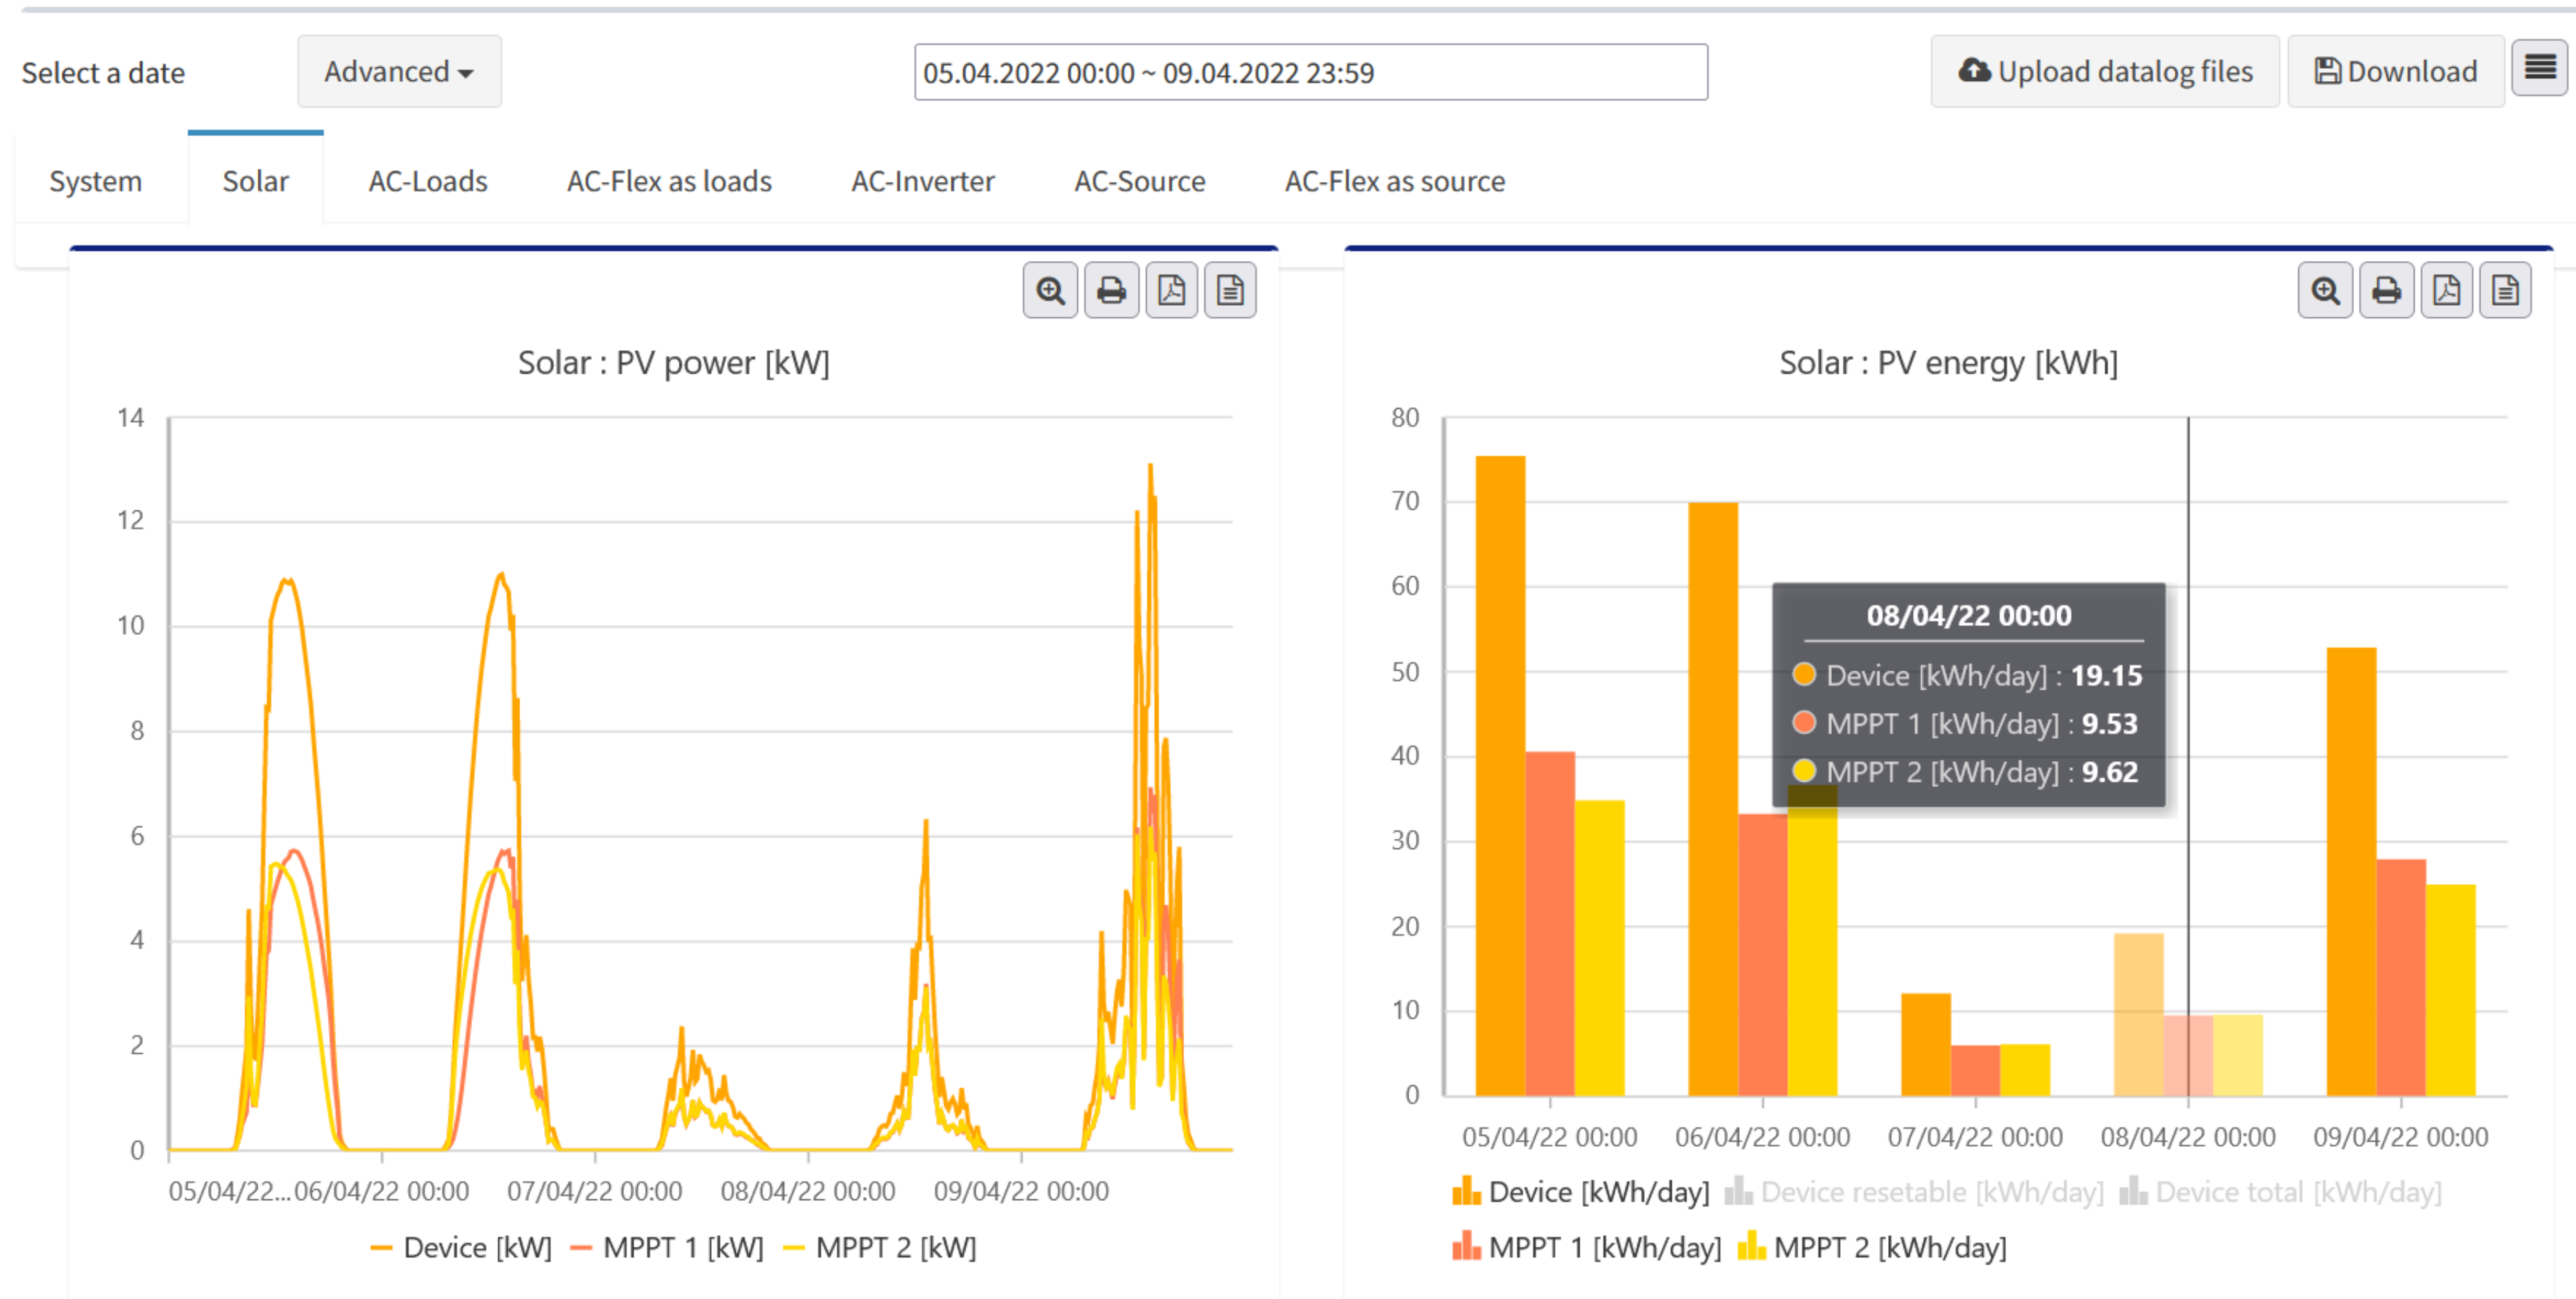 Select a date
Advanced
05.04.2022 00:00 ~ 09.04.2022 23:59
Upload datalog files
Download
System
Solar
AC-Loads
AC-Flex as loads
AC-Inverter
AC-Source
AC-Flex as source
Solar : PV power [kW]
14
12
10
8
6
4
2
0
05/04/22... 06/04/22 00:00 07/04/22 00:00 08/04/22 00:00 09/04/22 00:00
Device [kW] MPPT 1 [kW] MPPT 2 [kW]
Solar : PV energy [kWh]
80
70
60
50
40
30
20
10
0
08/04/22 00:00
Device [kWh/day] : 19.15
MPPT 1 [kWh/day] : 9.53
MPPT 2 [kWh/day] : 9.62
05/04/22 00:00 06/04/22 00:00 07/04/22 00:00 08/04/22 00:00 09/04/22 00:00
Device [kWh/day] Device resetable [kWh/day] Device total [kWh/day]
MPPT 1 [kWh/day] MPPT 2 [kWh/day]